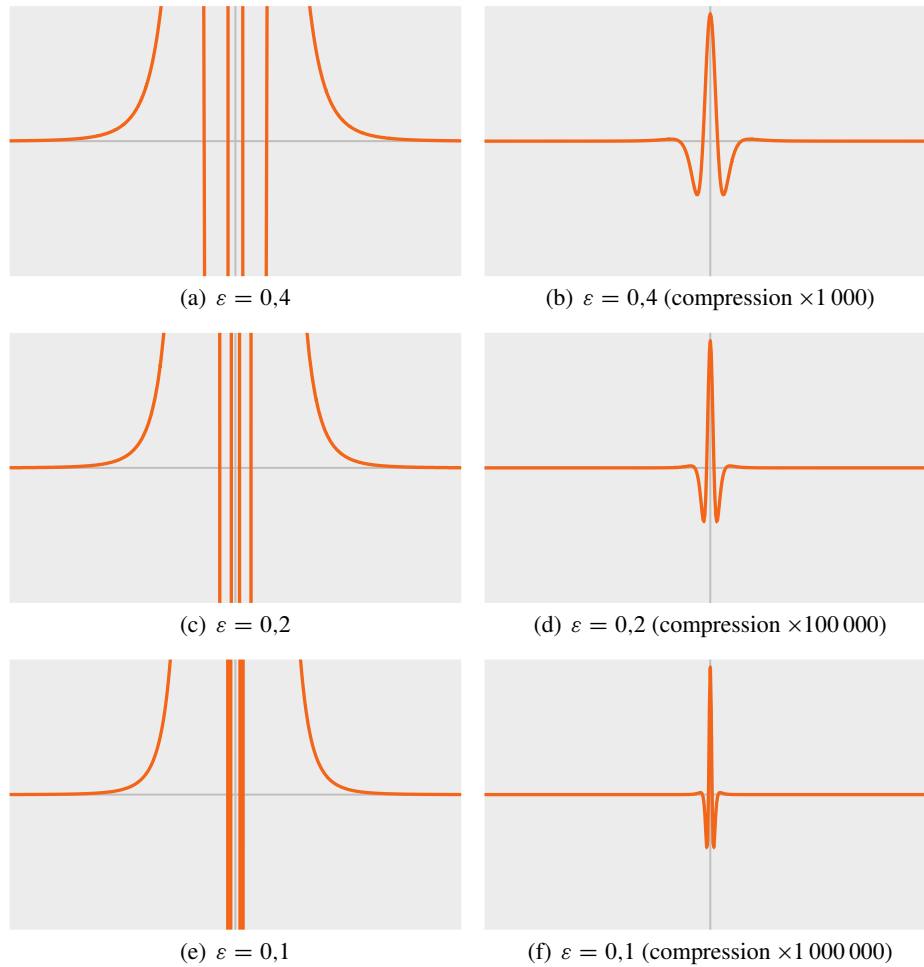 (a) ε = 0,4
(b) ε = 0,4 (compression ×1 000)
(c) ε = 0,2
(d) ε = 0,2 (compression ×100 000)
(e) ε = 0,1
(f) ε = 0,1 (compression ×1 000 000)